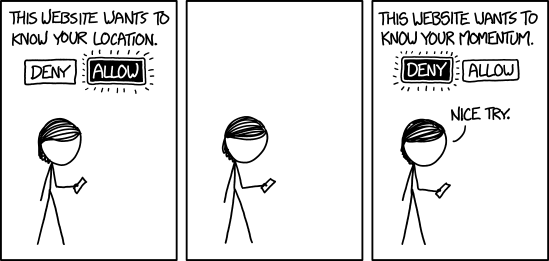 THIS WEBSITE WANTS TO
KNOW YOUR LOCATION.
DENY ALLOW
THIS WEBSITE WANTS TO
KNOW YOUR MOMENTUM.
DENY ALLOW
NICE TRY.